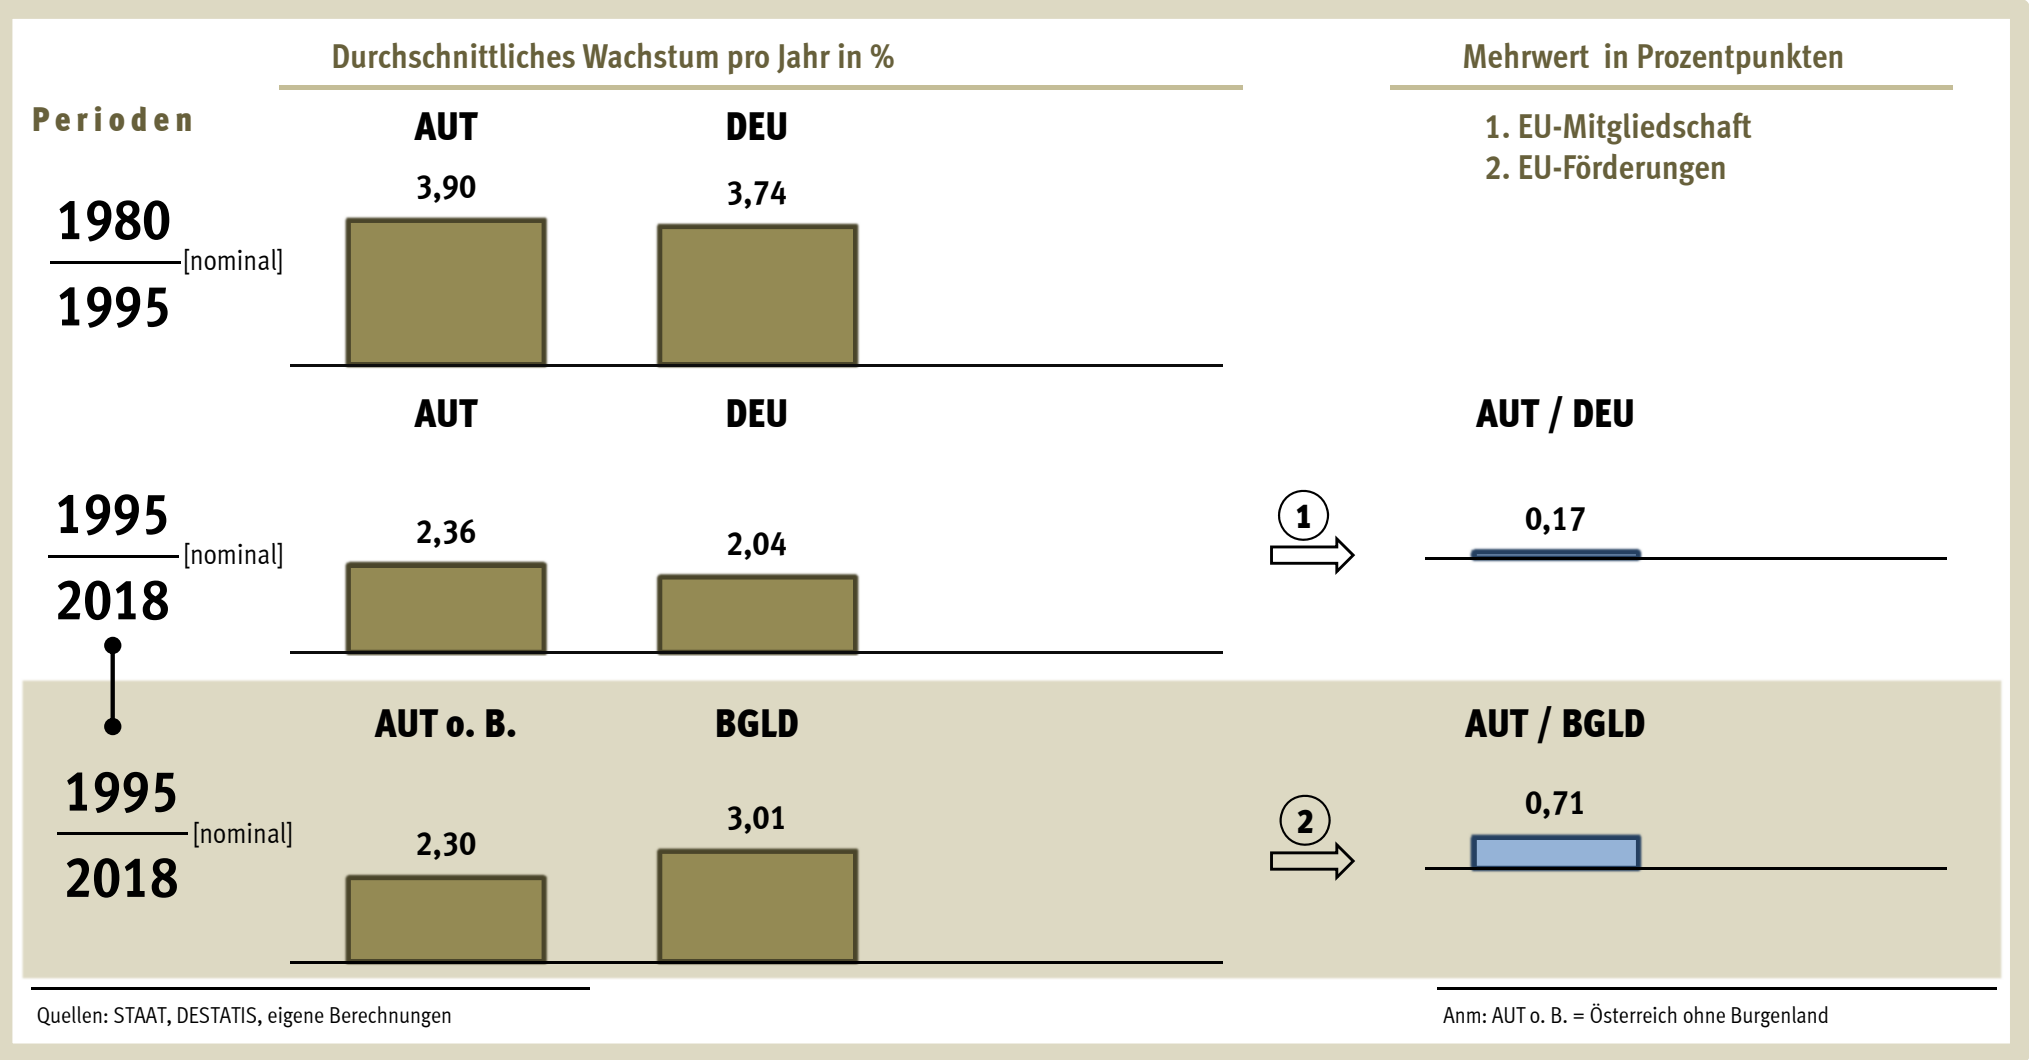 Durchschnittliches Wachstum pro Jahr in %
Mehrwert in Prozentpunkten
Perioden
AUT
DEU
1. EU-Mitgliedschaft
2. EU-Förderungen
3,90
3,74
1980
[nominal]
1995
AUT
DEU
AUT / DEU
1995
[nominal]
2018
2,36
2,04
1
0,17
AUT o. B.
BGLD
AUT / BGLD
1995
[nominal]
2018
2,30
3,01
2
0,71
Quellen: STAAT, DESTATIS, eigene Berechnungen
Anm: AUT o. B. = Österreich ohne Burgenland